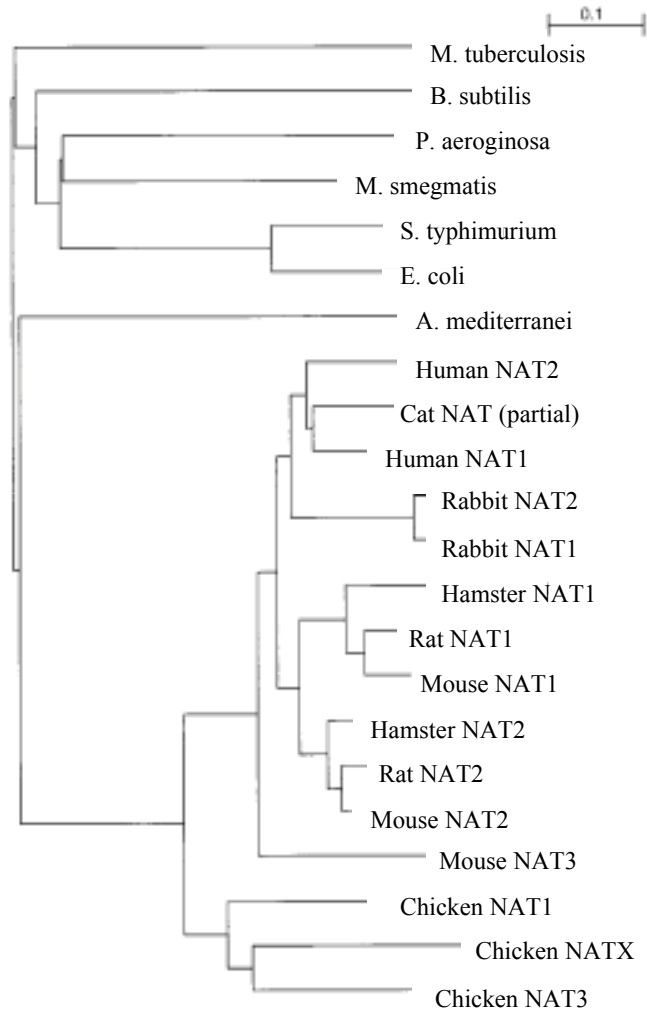 0.1
M. tuberculosis
B. subtilis
P. aeroginosa
M. smegmatis
S. typhimurium
E. coli
A. mediterranei
Human NAT2
Cat NAT (partial)
Human NAT1
Rabbit NAT2
Rabbit NAT1
Hamster NAT1
Rat NAT1
Mouse NAT1
Hamster NAT2
Rat NAT2
Mouse NAT2
Mouse NAT3
Chicken NAT1
Chicken NATX
Chicken NAT3